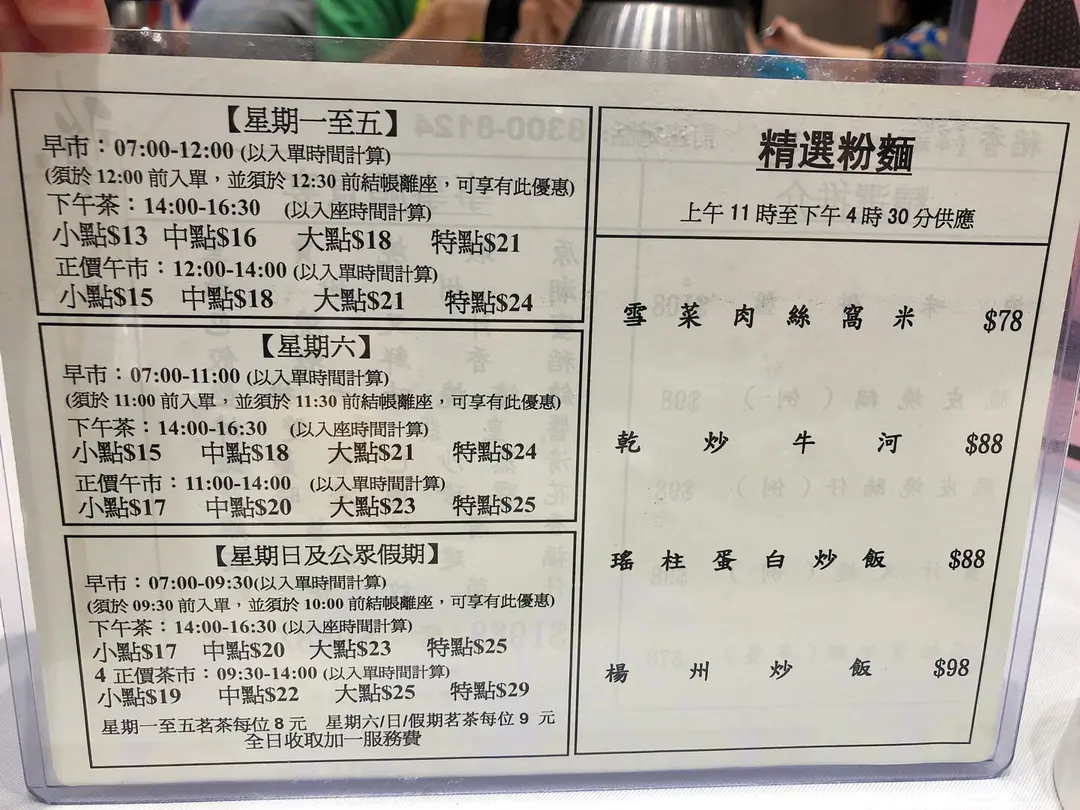 【星期一至五】
早市：07:00-12:00 (以入單時間計算)
(須於 12:00 前入單，並須於 12:30 前結帳離座，可享有此優惠)
下午茶：14:00-16:30 (以入座時間計算)
小點$13 中點$16 大點$18 特點$21
正價午市：12:00-14:00 (以入單時間計算)
小點$15 中點$18 大點$21 特點$24
【星期六】
早市：07:00-11:00 (以入單時間計算)
(須於 11:00 前入單，並須於 11:30 前結帳離座，可享有此優惠)
下午茶：14:00-16:30 (以入座時間計算)
小點$15 中點$18 大點$21 特點$24
正價午市：11:00-14:00 (以入單時間計算)
小點$17 中點$20 大點$23 特點$25
【星期日及公眾假期】
早市：07:00-09:30(以入單時間計算)
(須於 09:30 前入單，並須於 10:00 前結帳離座，可享有此優惠)
下午茶：14:00-16:30 (以入座時間計算)
小點$17 中點$20 大點$23 特點$25
4 正價茶市：09:30-14:00 (以入單時間計算)
小點$19 中點$22 大點$25 特點$29
星期一至五茗茶每位 8 元 星期六/日/假期茗茶每位 9 元
全日收取加一服務費
精選粉麵
上午 11 時至下午 4 時 30 分供應
雪菜肉絲窩米 $78
乾炒牛河 $88
瑤柱蛋白炒飯 $88
楊州炒飯 $98